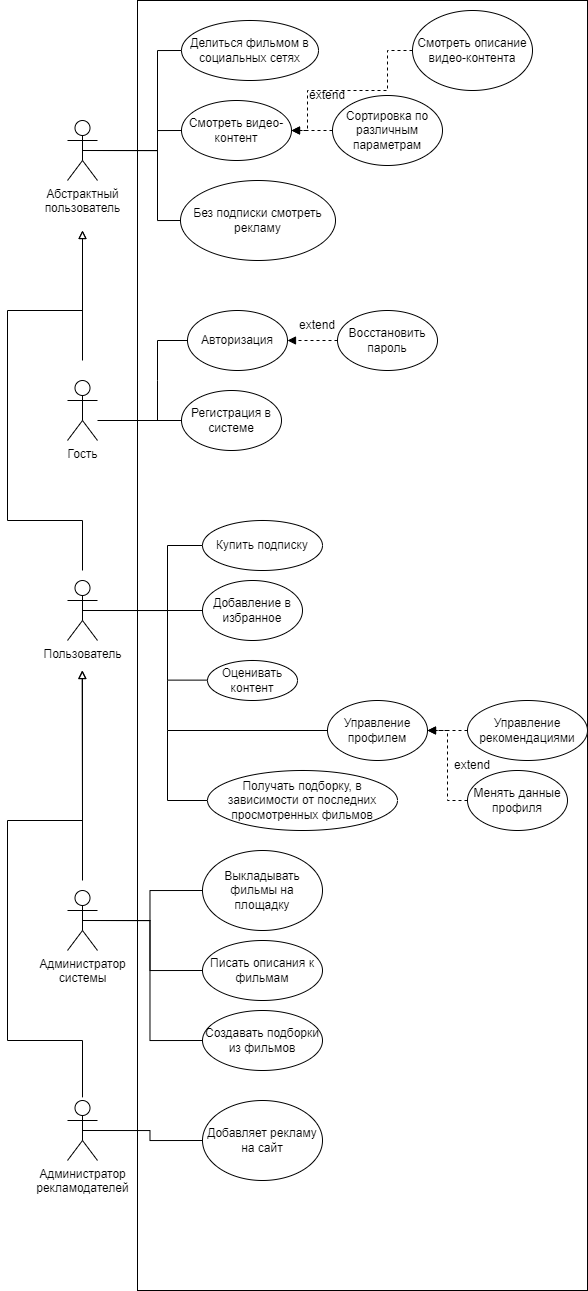 Делиться фильмом в
социальных сетях
Смотреть описание
видео-контента
extend
Смотреть видео-
контент
Сортировка по
различным
параметрам
Абстрактный
пользователь
Без подписки смотреть
рекламу
extend
Авторизация
Восстановить
пароль
Регистрация в
системе
Гость
Купить подписку
Добавление в
избранное
Пользователь
Оценивать
контент
Управление
профилем
Управление
рекомендациями
extend
Менять данные
профиля
Получать подборку, в
зависимости от последних
просмотренных фильмов
Выкладывать
фильмы на
площадку
Администратор
системы
Писать описания к
фильмам
Создавать подборки
из фильмов
Добавляет рекламу
на сайт
Администратор
рекламодателей